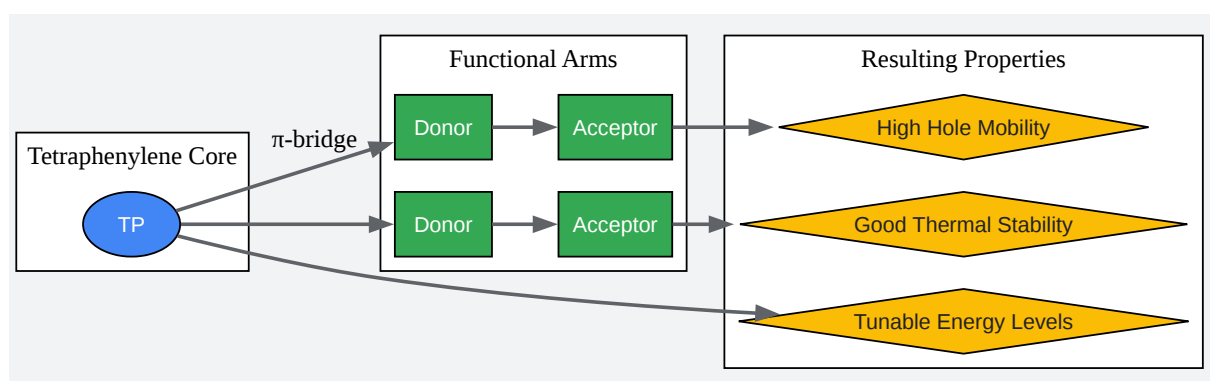 Tetraphenylene Core
TP
π-bridge
Functional Arms
Donor
Acceptor
Donor
Acceptor
Resulting Properties
High Hole Mobility
Good Thermal Stability
Tunable Energy Levels